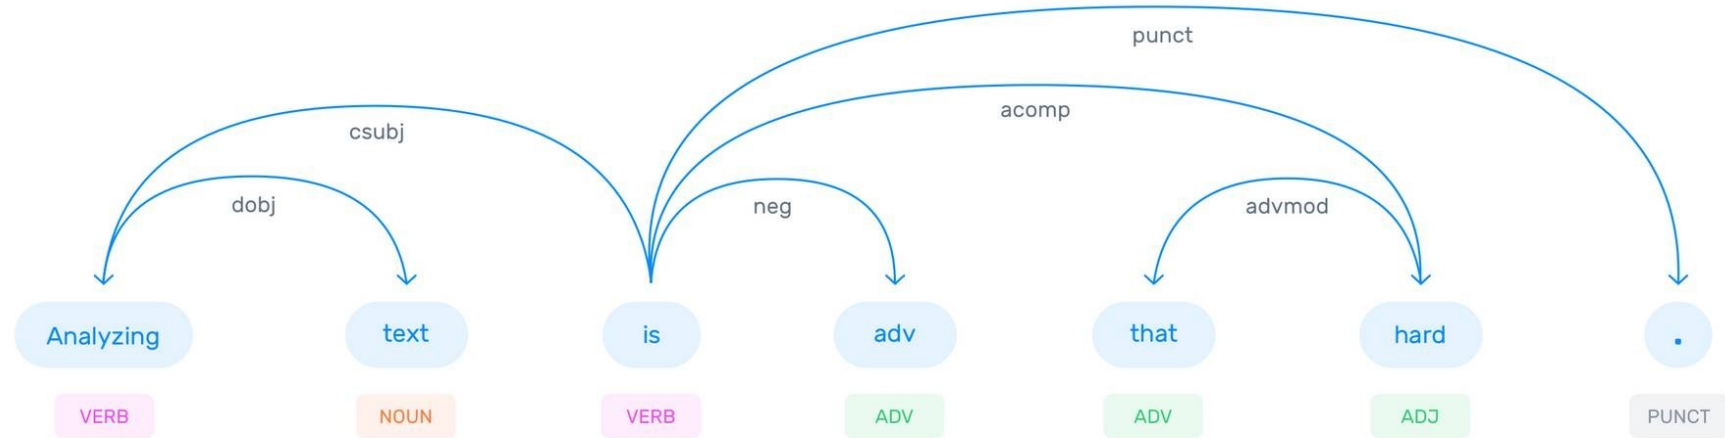 punct
acomp
csubj
dobj neg advmod
Analyzing text is adv that hard .
VERB NOUN VERB ADV ADV ADJ PUNCT